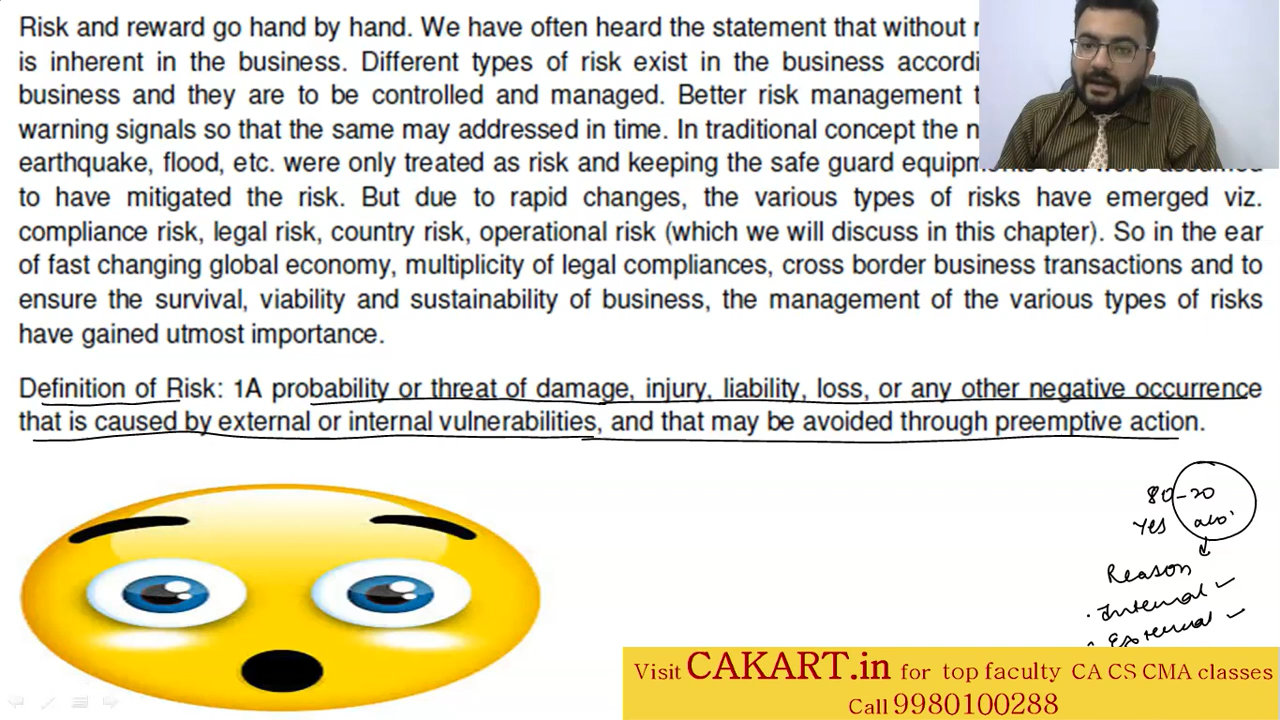 Risk and reward go hand by hand. We have often heard the statement that without
is inherent in the business. Different types of risk exist in the business
business and they are to be controlled and managed. Better risk management
warning signals so that the same may addressed in time. In traditional concept the
earthquake, flood, etc. were only treated as risk and keeping the safe guard
to have mitigated the risk. But due to rapid changes, the various types of risks have emerged viz.
compliance risk, legal risk, country risk, operational risk (which we will discuss in this chapter). So in the ear
of fast changing global economy, multiplicity of legal compliances, cross border business transactions and to
ensure the survival, viability and sustainability of business, the management of the various types of risks
have gained utmost importance.
Definition of Risk: 1A probability or threat of damage, injury, liability, loss, or any other negative occurrence
that is caused by external or internal vulnerabilities, and that may be avoided through preemptive action.
80-20
Yes
Reason
Internal
External
Visit CAKART.in for top faculty CA CS CMA classes
Call 9980100288